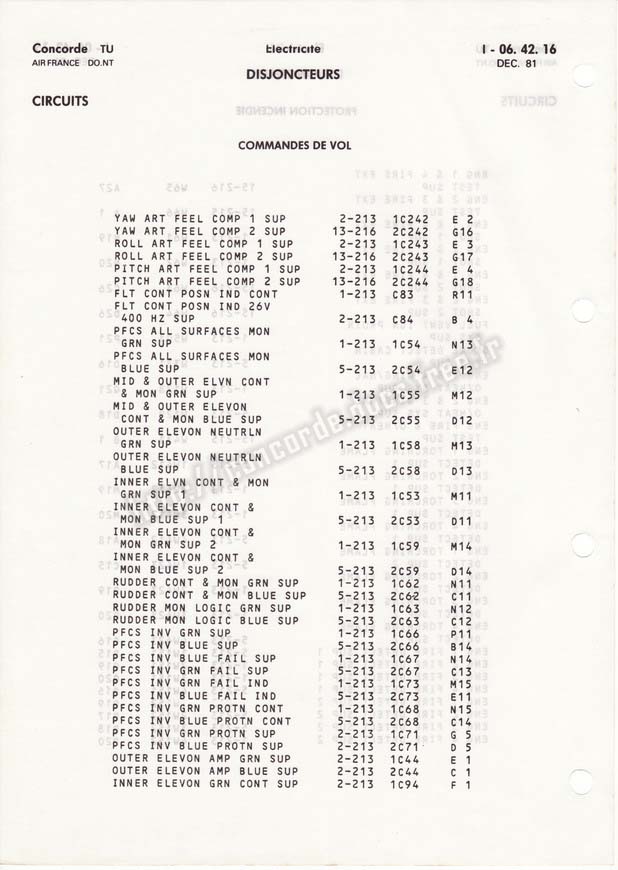 Concorde TU Electricité I - 06. 42. 16
AIR FRANCE DO.NT DEC. 81
DISJONCTEURS
CIRCUITS
COMMANDES DE VOL
YAW ART FEEL COMP 1 SUP 2-213 1C242 E 2
YAW ART FEEL COMP 2 SUP 13-216 2C242 G16
ROLL ART FEEL COMP 1 SUP 2-213 1C243 E 3
ROLL ART FEEL COMP 2 SUP 13-216 2C243 G17
PITCH ART FEEL COMP 1 SUP 2-213 1C244 E 4
PITCH ART FEEL COMP 2 SUP 13-216 2C244 G18
FLT CONT POSN IND CONT 1-213 C83 R11
FLT CONT POSN IND 26V
400 HZ SUP 2-213 C84 B 4
PFCS ALL SURFACES MON
GRN SUP 1-213 1C54 N13
PFCS ALL SURFACES MON
BLUE SUP 5-213 2C54 E12
MID & OUTER ELVN CONT
& MON GRN SUP 1-213 1C55 M12
MID & OUTER ELEVON
CONT & MON BLUE SUP 5-213 2C55 D12
OUTER ELEVON NEUTRLN
GRN SUP 1-213 1C58 M13
OUTER ELEVON NEUTRLN
BLUE SUP 5-213 2C58 D13
INNER ELVN CONT & MON
GRN SUP 1 1-213 1C53 M11
INNER ELEVON CONT &
MON BLUE SUP 1 5-213 2C53 D11
INNER ELEVON CONT &
MON GRN SUP 2 1-213 1C59 M14
INNER ELEVON CONT &
MON BLUE SUP 2 5-213 2C59 D14
RUDDER CONT & MON GRN SUP 1-213 1C62 N11
RUDDER CONT & MON BLUE SUP 5-213 2C62 C11
RUDDER MON LOGIC GRN SUP 1-213 1C63 N12
RUDDER MON LOGIC BLUE SUP 5-213 2C63 C12
PFCS INV GRN SUP 1-213 1C66 P11
PFCS INV BLUE SUP 5-213 2C66 B14
PFCS INV BLUE FAIL SUP 1-213 1C67 N14
PFCS INV GRN FAIL SUP 5-213 2C67 C13
PFCS INV GRN FAIL IND 1-213 1C73 M15
PFCS INV BLUE FAIL IND 5-213 2C73 E11
PFCS INV GRN PROTN CONT 1-213 1C68 N15
PFCS INV BLUE PROTN CONT 5-213 2C68 C14
PFCS INV GRN PROTN SUP 2-213 1C71 G 5
PFCS INV BLUE PROTN SUP 2-213 2C71 D 5
OUTER ELEVON AMP GRN SUP 2-213 1C44 E 1
OUTER ELEVON AMP BLUE SUP 2-213 2C44 C 1
INNER ELEVON GRN CONT SUP 2-213 1C94 F 1